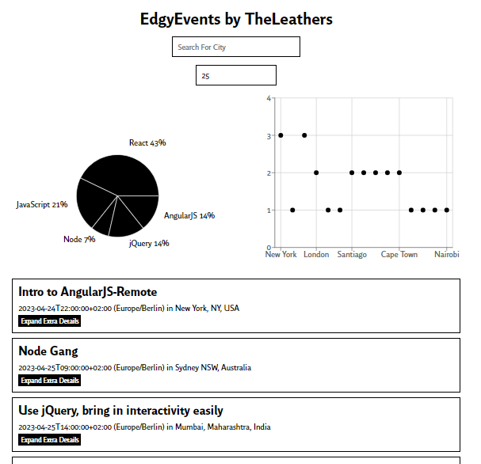 EdgyEvents by TheLeathers
Search For City
25
React 43%
JavaScript 21%
AngularJS 14%
Node 7%
jQuery 14%
4
3
2
1
0
New York London Santiago Cape Town Nairobi
Intro to AngularJS-Remote
2023-04-24T22:00:00+02:00 (Europe/Berlin) in New York, NY, USA
Expand Extra Details
Node Gang
2023-04-25T09:00:00+02:00 (Europe/Berlin) in Sydney NSW, Australia
Expand Extra Details
Use jQuery, bring in interactivity easily
2023-04-25T14:00:00+02:00 (Europe/Berlin) in Mumbai, Maharashtra, India
Expand Extra Details